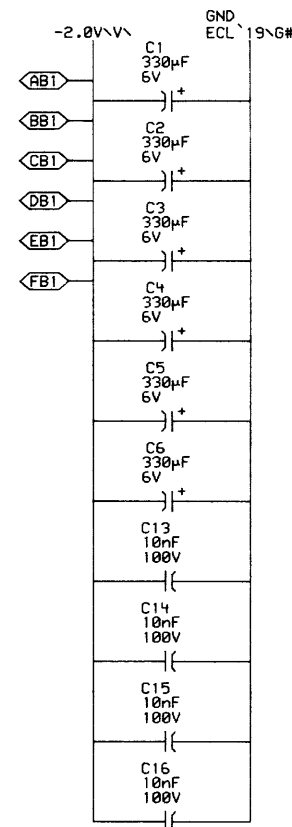 GND
-2.0V\V\ ECL`19\G#
C1
330µF
6V
+
AB1
BB1
C2
330µF
6V
+
CB1
DB1
C3
330µF
6V
+
EB1
FB1
C4
330µF
6V
+
C5
330µF
6V
+
C6
330µF
6V
+
C13
10nF
100V
C14
10nF
100V
C15
10nF
100V
C16
10nF
100V